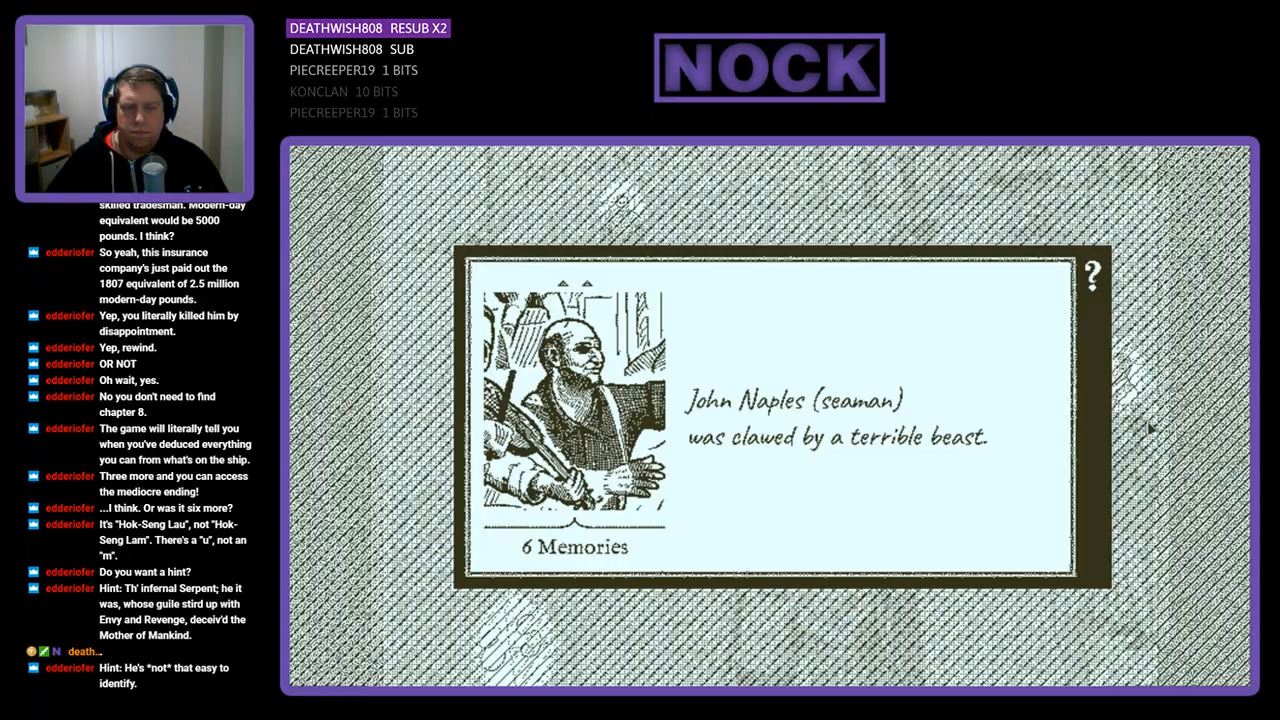 DEATHWISH808 RESUB X2
DEATHWISH808 SUB
PIECREEPER19 1 BITS
KONCLAN 10 BITS
PIECREEPER19 1 BITS
NOCK
skilled tradesman. Modern-day
equivalent would be 5000
pounds. I think?
edderiofer So yeah, this insurance
company's just paid out the
1807 equivalent of 2.5 million
modern-day pounds.
edderiofer Yep, you literally killed him by
disappointment.
edderiofer Yep, rewind.
edderiofer OR NOT
edderiofer Oh wait, yes.
edderiofer No you don't need to find
chapter 8.
edderiofer The game will literally tell you
when you've deduced everything
you can from what's on the ship.
edderiofer Three more and you can access
the mediocre ending!
edderiofer ...I think. Or was it six more?
edderiofer It's "Hok-Seng Lau", not "Hok-
Seng Lam". There's a "u", not an
"m".
edderiofer Do you want a hint?
edderiofer Hint: Th' infernal Serpent; he it
was, whose guile stird up with
Envy and Revenge, deceiv'd the
Mother of Mankind.
N death... .
edderiofer Hint: He's *not* that easy to
identify.
?
John Naples (seaman)
was clawed by a terrible beast.
6 Memories